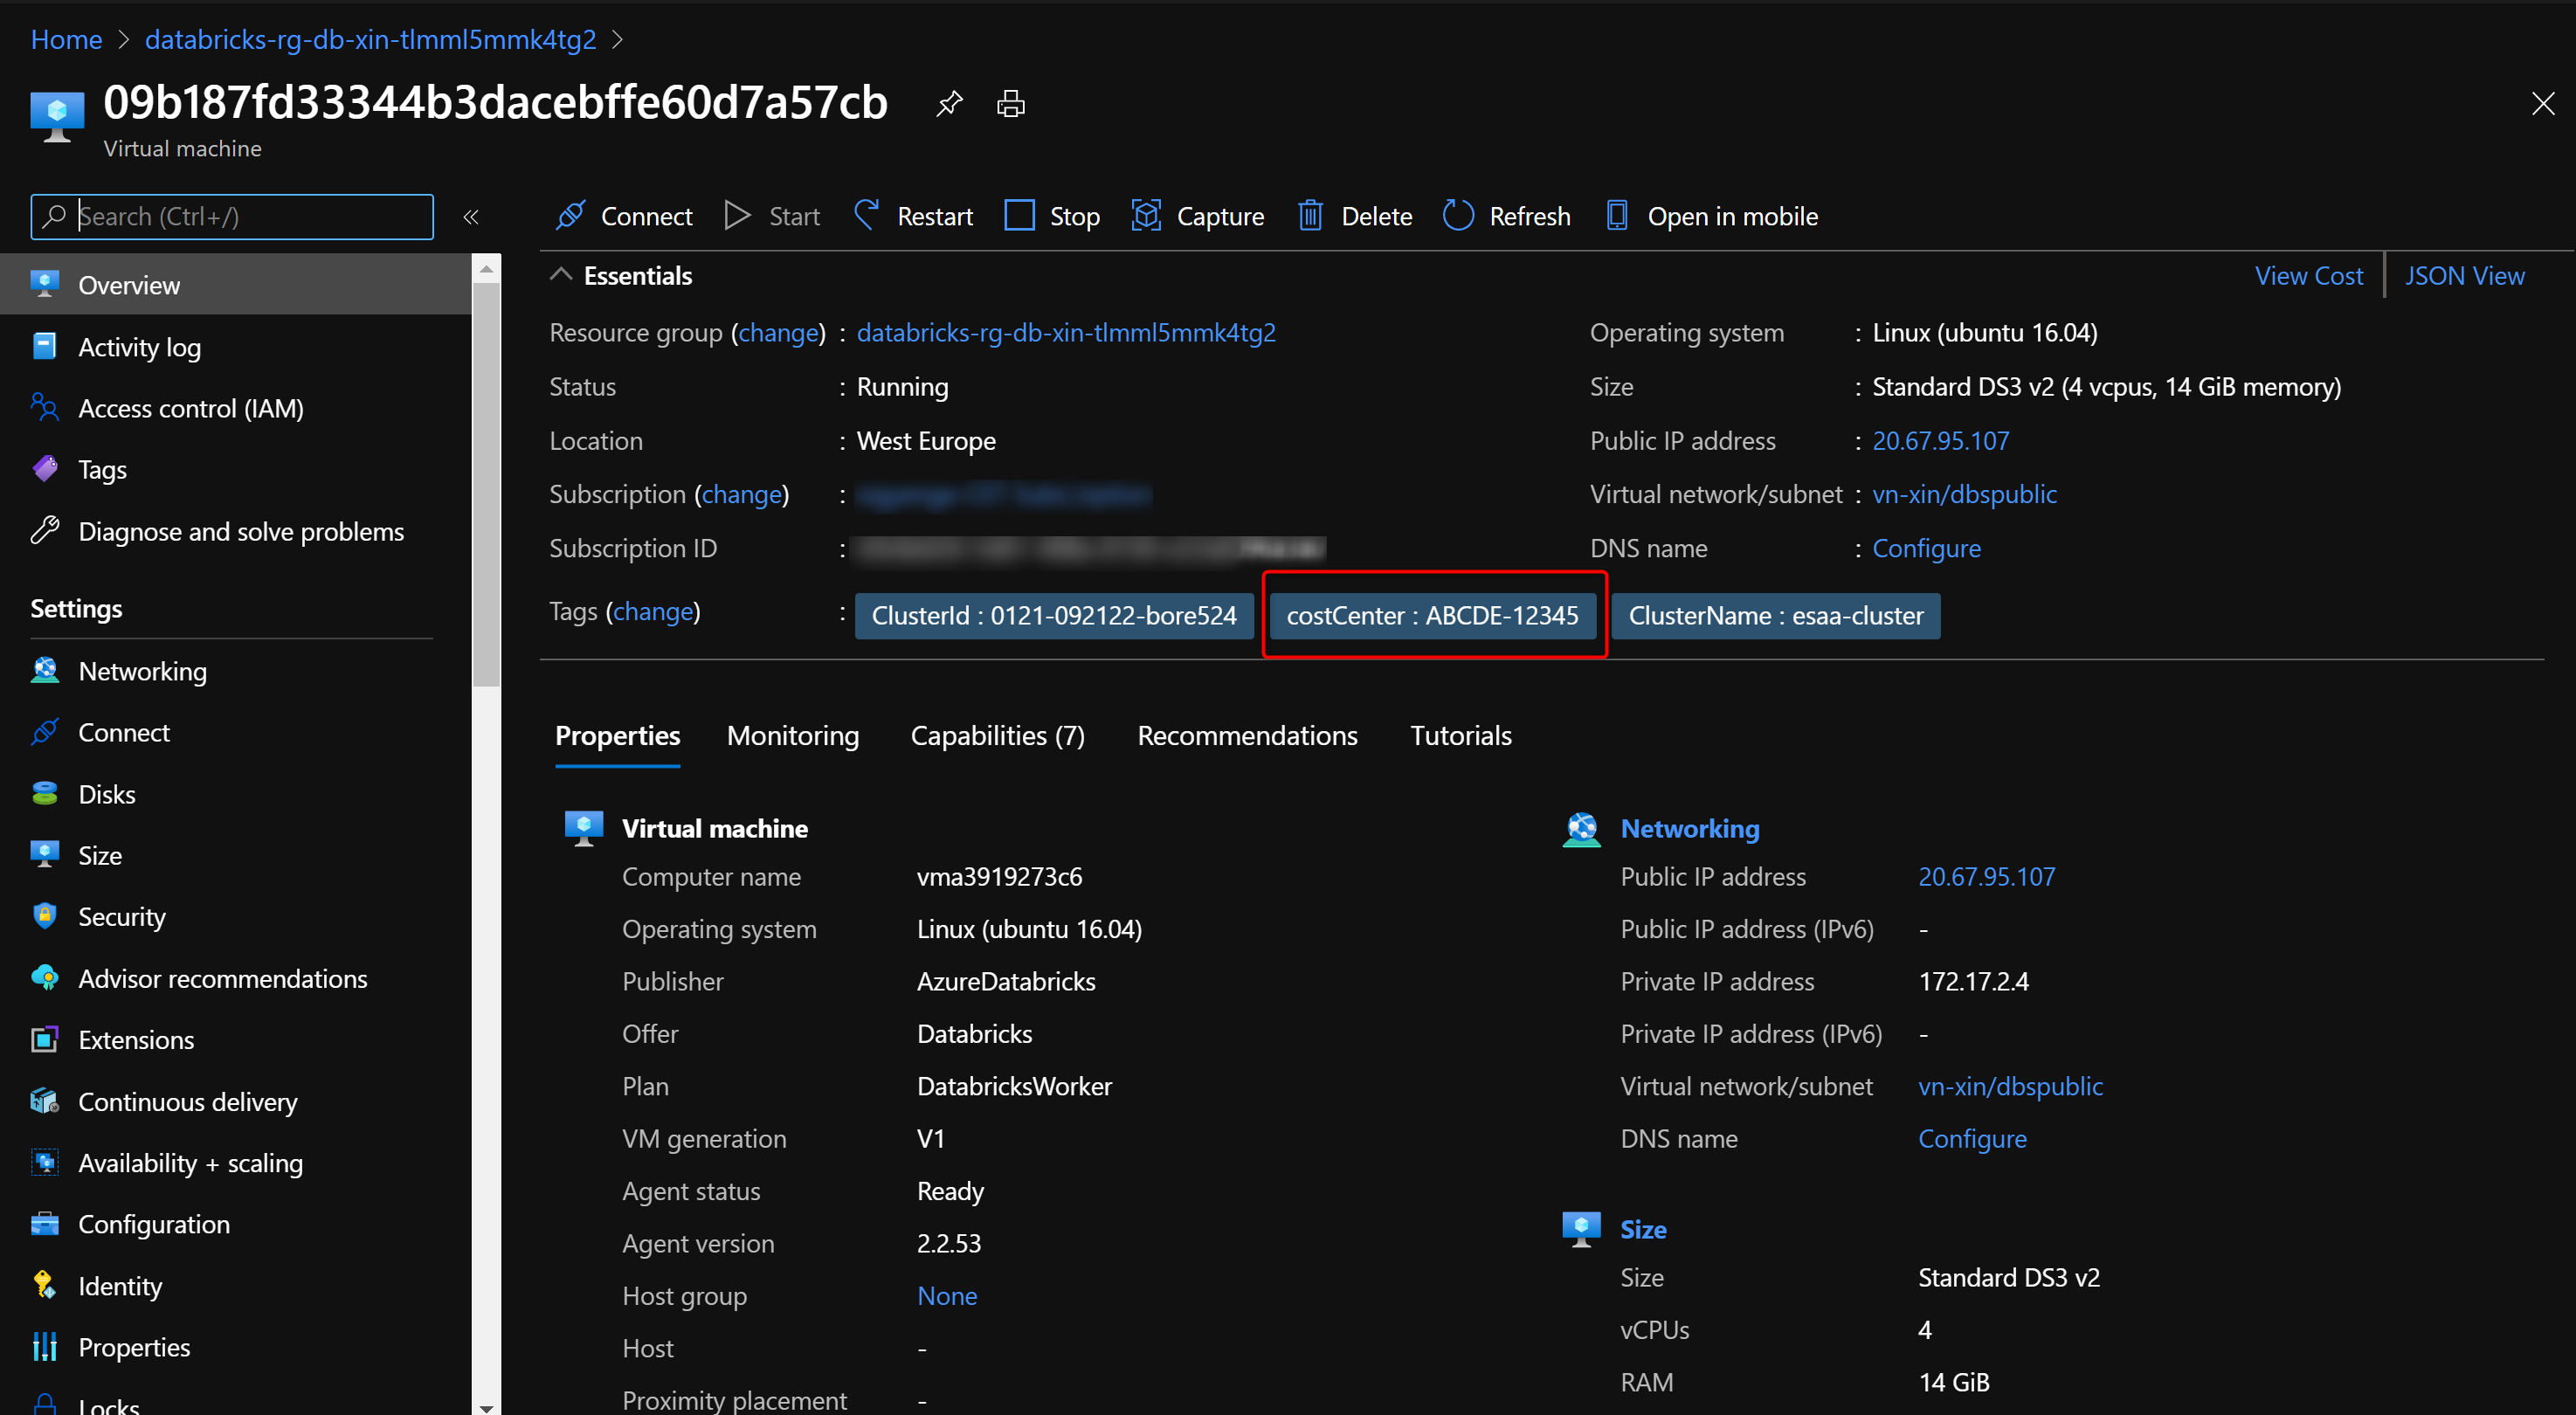 Home > databricks-rg-db-xin-tlmml5mmk4tg2 >
09b187fd33344b3dacebffe60d7a57cb
Virtual machine
Search (Ctrl+/)
«
Connect Start Restart Stop Capture Delete Refresh Open in mobile
Overview
Activity log
Access control (IAM)
Tags
Diagnose and solve problems
Settings
Networking
Connect
Disks
Size
Security
Advisor recommendations
Extensions
Continuous delivery
Availability + scaling
Configuration
Identity
Properties
Locks
Essentials
View Cost JSON View
Resource group (change) : databricks-rg-db-xin-tlmml5mmk4tg2
Status : Running
Location : West Europe
Subscription (change) :
Subscription ID :
Operating system : Linux (ubuntu 16.04)
Size : Standard DS3 v2 (4 vcpus, 14 GiB memory)
Public IP address : 20.67.95.107
Virtual network/subnet : vn-xin/dbspublic
DNS name : Configure
Tags (change) : ClusterId : 0121-092122-bore524 costCenter : ABCDE-12345 ClusterName : esaa-cluster
Properties Monitoring Capabilities (7) Recommendations Tutorials
Virtual machine
Computer name vma3919273c6
Operating system Linux (ubuntu 16.04)
Publisher AzureDatabricks
Offer Databricks
Plan DatabricksWorker
VM generation V1
Agent status Ready
Agent version 2.2.53
Host group None
Host -
Proximity placement -
Networking
Public IP address 20.67.95.107
Public IP address (IPv6) -
Private IP address 172.17.2.4
Private IP address (IPv6) -
Virtual network/subnet vn-xin/dbspublic
DNS name Configure
Size
Size Standard DS3 v2
vCPUs 4
RAM 14 GiB